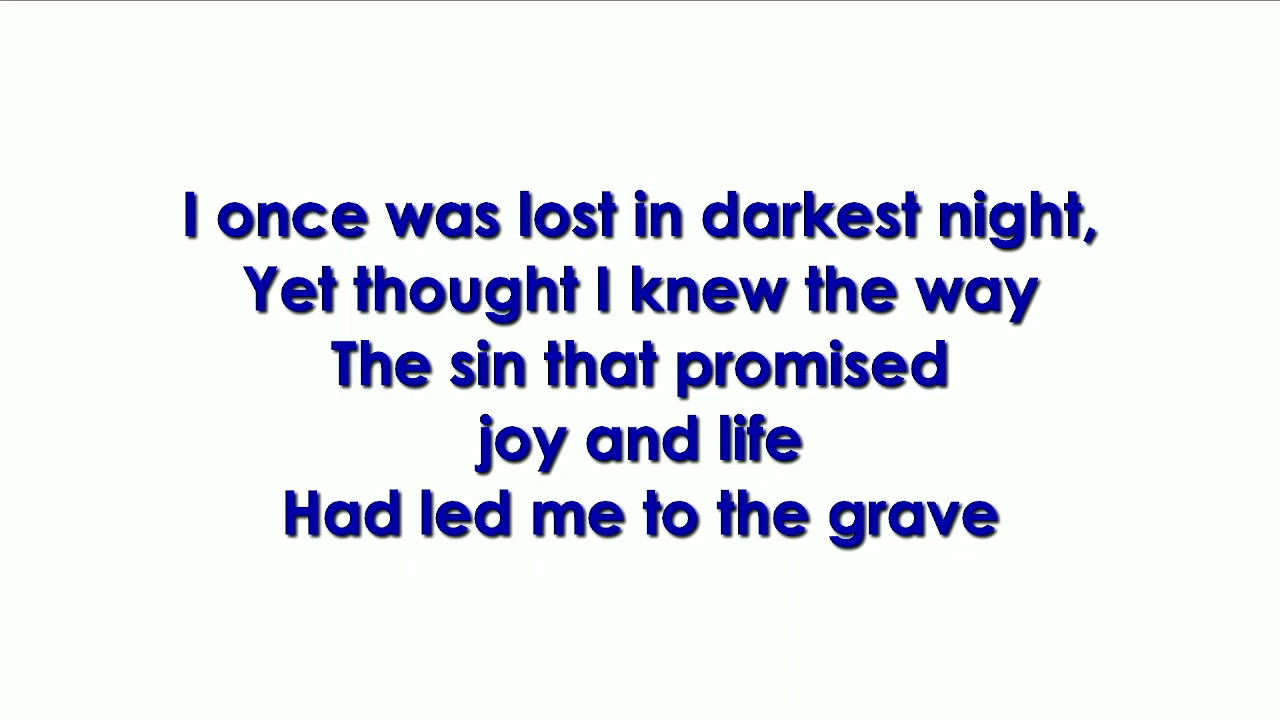 I once was lost in darkest night,
Yet thought I knew the way
The sin that promised
joy and life
Had led me to the grave